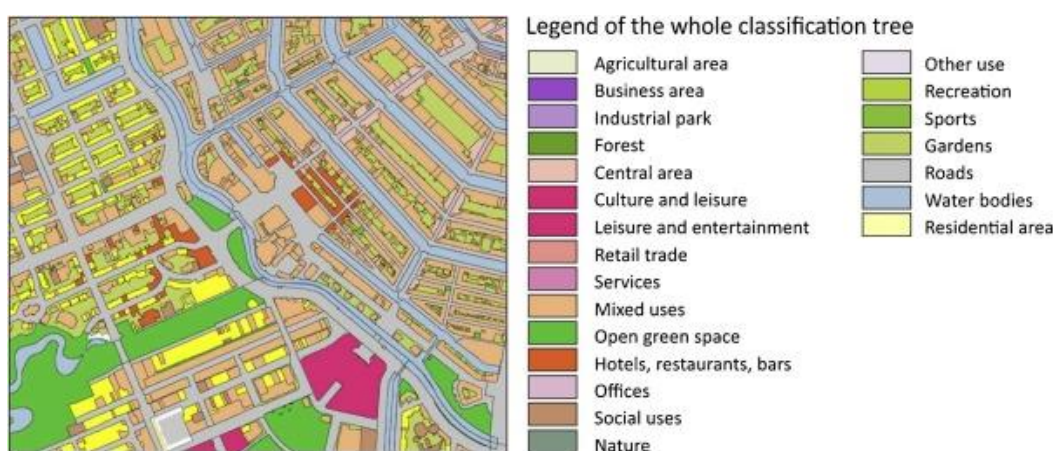 Legend of the whole classification tree
Agricultural area
Business area
Industrial park
Forest
Central area
Culture and leisure
Leisure and entertainment
Retail trade
Services
Mixed uses
Open green space
Hotels, restaurants, bars
Offices
Social uses
Nature
Other use
Recreation
Sports
Gardens
Roads
Water bodies
Residential area